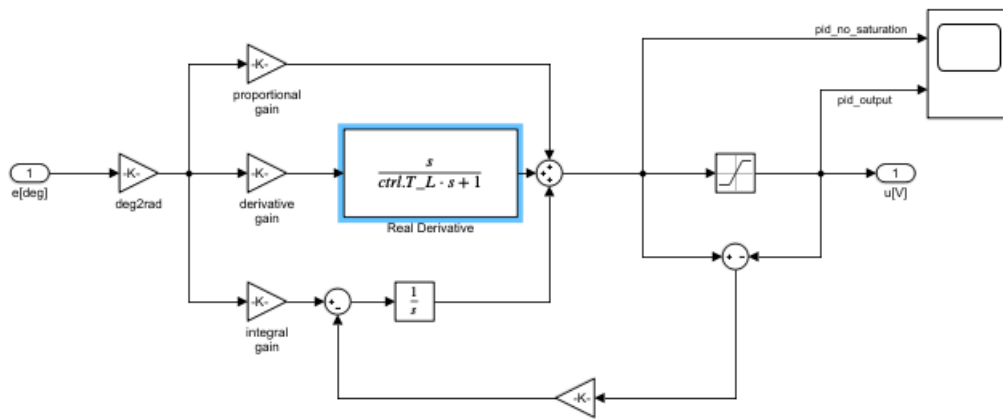 pid_no_saturation
-K-
proportional
gain
pid_output
1
e[deg]
-K-
deg2rad
-K-
derivative
gain
s
ctrl.T_L · s + 1
Real Derivative
+
+
+
1
u[V]
+ -
-K-
integral
gain
+
-
1
s
-K-